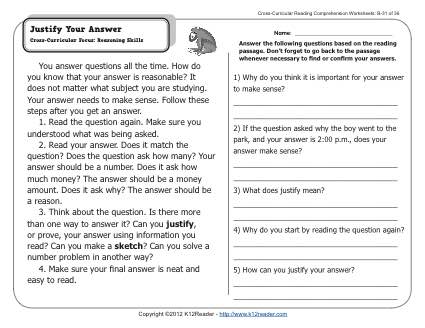 Cross-Curricular Reading Comprehension Worksheets: B-31 of 36
Justify Your Answer
Cross-Curricular Focus: Reasoning Skills
You answer questions all the time. How do
you know that your answer is reasonable? It
does not matter what subject you are studying.
Your answer needs to make sense. Follow these
steps after you get an answer.
1. Read the question again. Make sure you
understood what was being asked.
2. Read your answer. Does it match the
question? Does the question ask how many? Your
answer should be a number. Does it ask how
much money? The answer should be a money
amount. Does it ask why? The answer should be
a reason.
3. Think about the question. Is there more
than one way to answer it? Can you justify,
or prove, your answer using information you
read? Can you make a sketch? Can you solve a
number problem in another way?
4. Make sure your final answer is neat and
easy to read.
Name:
Answer the following questions based on the reading
passage. Don't forget to go back to the passage
whenever necessary to find or confirm your answers.
1) Why do you think it is important for your answer
to make sense?
2) If the question asked why the boy went to the
park, and your answer is 2:00 p.m., does your
answer make sense?
3) What does justify mean?
4) Why do you start by reading the question again?
5) How can you justify your answer?
Copyright ©2012 K12Reader - http://www.k12reader.com